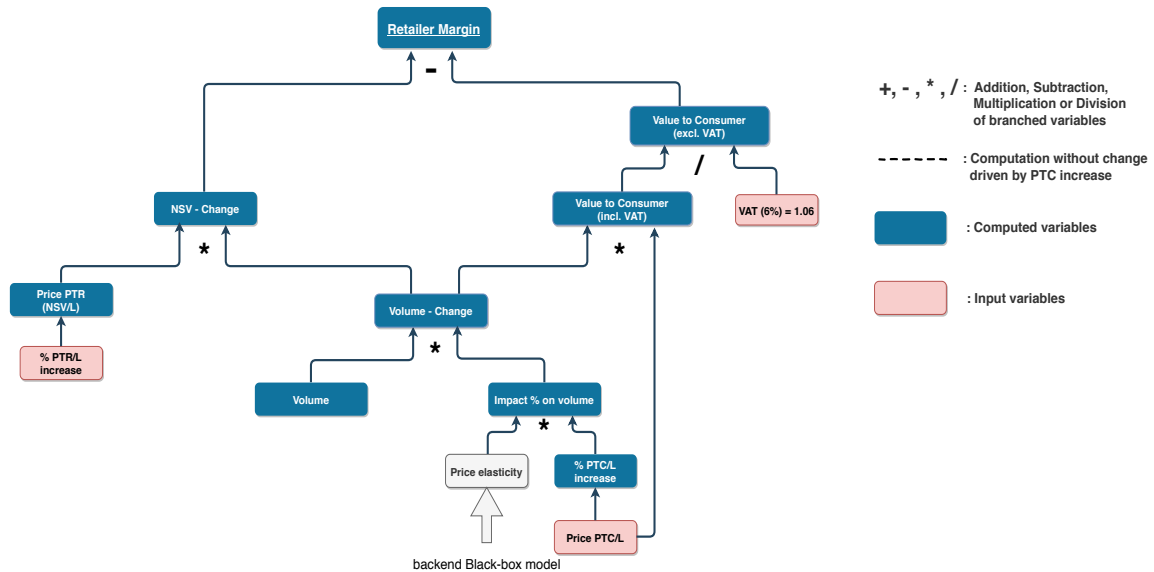 Retailer Margin
-
+, - , * , / : Addition, Subtraction,
Multiplication or Division
of branched variables
Value to Consumer
(excl. VAT)
/
: Computation without change
driven by PTC increase
NSV - Change
Value to Consumer
(incl. VAT)
VAT (6%) = 1.06
: Computed variables
*
*
Price PTR
(NSV/L)
Volume - Change
: Input variables
*
% PTR/L
increase
Volume
Impact % on volume
*
Price elasticity
% PTC/L
increase
Price PTC/L
backend Black-box model